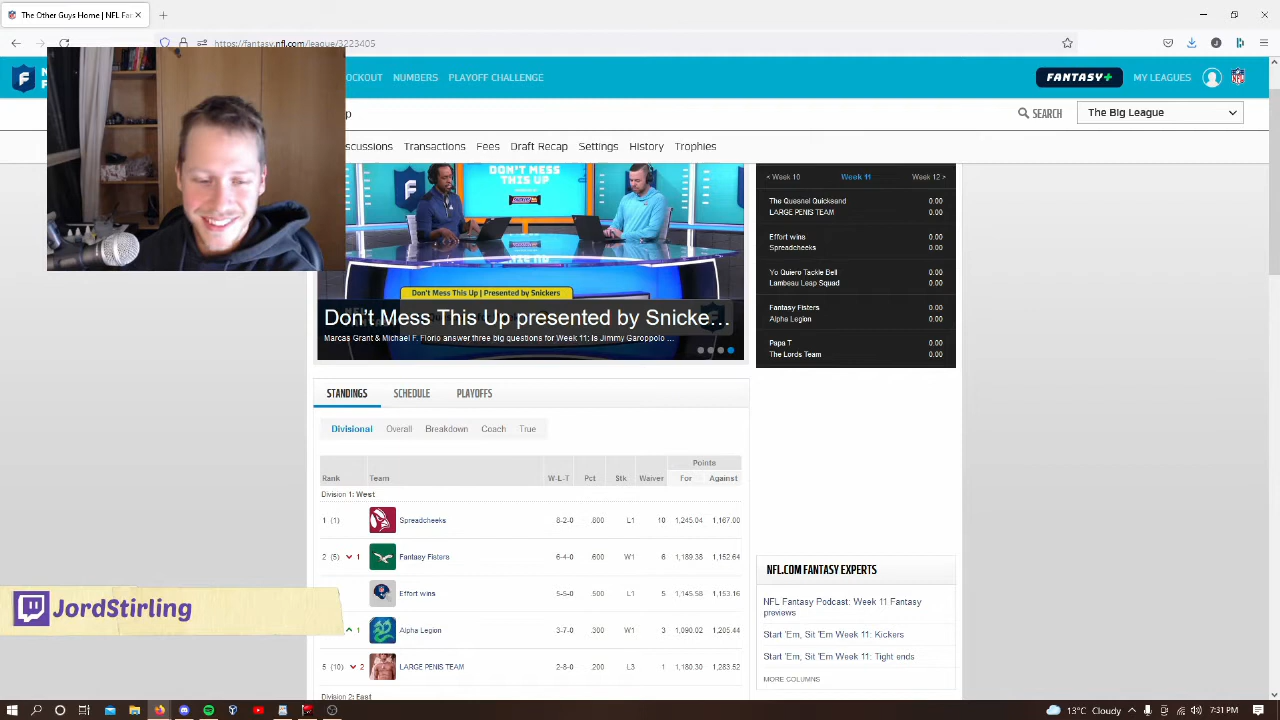 The Other Guys Home | NFL Fan
https://fantasy.nfl.com/league/3223405
OCKOUT NUMBERS PLAYOFF CHALLENGE
FANTASY+ MY LEAGUES
p
SEARCH The Big League
scussions Transactions Fees Draft Recap Settings History Trophies
DON'T MESS
THIS UP
< Week 10 Week 11 Week 12 >
The Quesnel Quicksand 0.00
LARGE PENIS TEAM 0.00
Effort wins 0.00
Spreadcheeks 0.00
Yo Quiero Tackle Bell 0.00
Lambeau Leap Squad 0.00
Fantasy Fisters 0.00
Alpha Legion 0.00
Papa T 0.00
The Lords Team 0.00
Don't Mess This Up | Presented by Snickers
Don't Mess This Up presented by Snicke...
Marcas Grant & Michael F. Florio answer three big questions for Week 11: Is Jimmy Garoppolo ...
STANDINGS SCHEDULE PLAYOFFS
Divisional Overall Breakdown Coach True
Points
Rank Team W-L-T Pct Stk Waiver For Against
Division 1: West
1 (1) Spreadcheeks 8-2-0 .800 L1 10 1,245.04 1,167.00
2 (5) 1 Fantasy Fisters 6-4-0 .600 W1 6 1,189.38 1,152.64
Effort wins 5-5-0 .500 L1 5 1,145.58 1,153.16
1 Alpha Legion 3-7-0 .300 W1 3 1,090.02 1,205.44
5 (10) 2 LARGE PENIS TEAM 2-8-0 .200 L3 1 1,180.30 1,283.52
Division 2: East
JordStirling
NFL.COM FANTASY EXPERTS
NFL Fantasy Podcast: Week 11 Fantasy
previews
Start 'Em, Sit 'Em Week 11: Kickers
Start 'Em, Sit 'Em Week 11: Tight ends
MORE COLUMNS
13°C Cloudy 7:31 PM